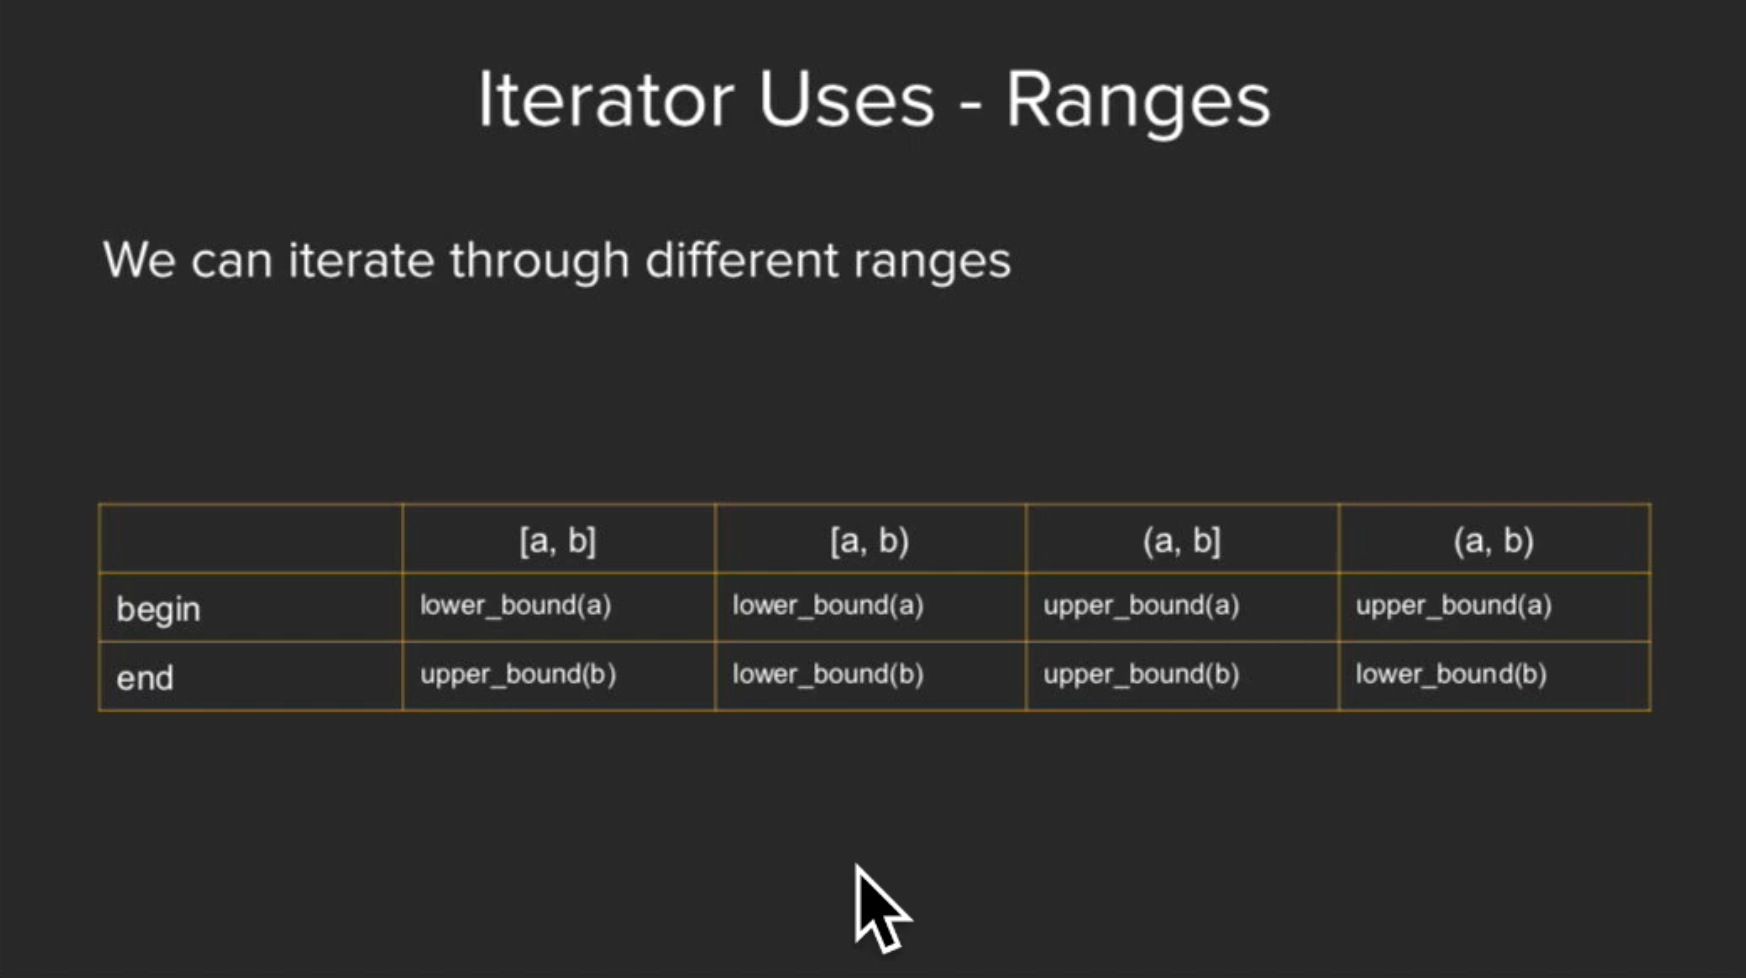 Iterator Uses - Ranges
We can iterate through different ranges
[a, b] [a, b) (a, b] (a, b)
begin lower_bound(a) lower_bound(a) upper_bound(a) upper_bound(a)
end upper_bound(b) lower_bound(b) upper_bound(b) lower_bound(b)